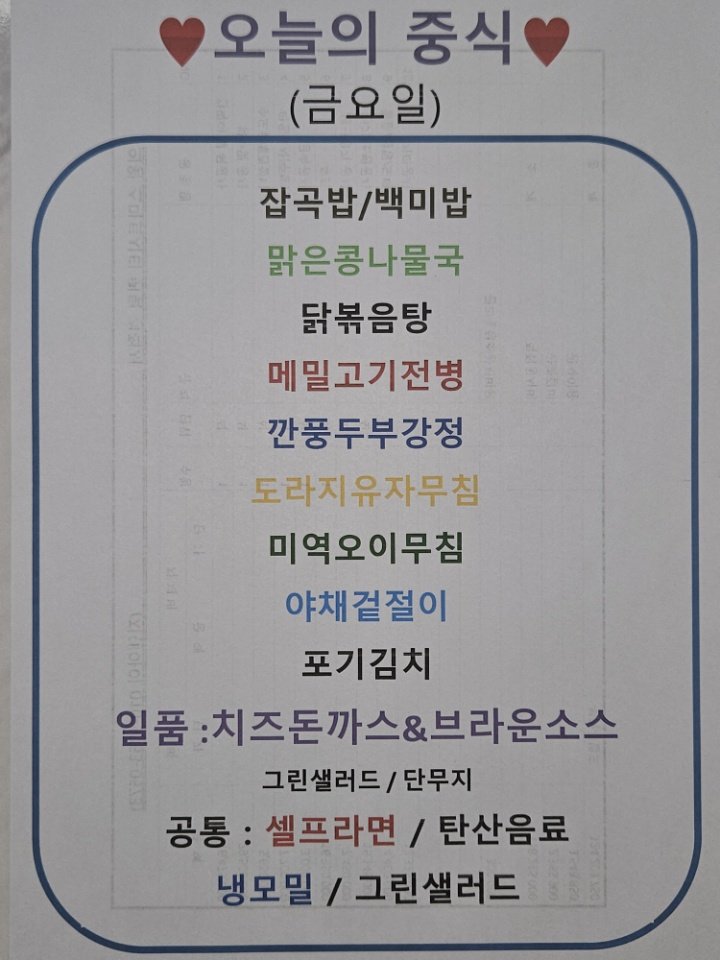 ♥오늘의 중식♥
(금요일)
잡곡밥/백미밥
맑은콩나물국
닭볶음탕
메밀고기전병
깐풍두부강정
도라지유자무침
미역오이무침
야채겉절이
포기김치
일품 :치즈돈까스&브라운소스
그린샐러드 / 단무지
공통 : 셀프라면 / 탄산음료
냉모밀 / 그린샐러드